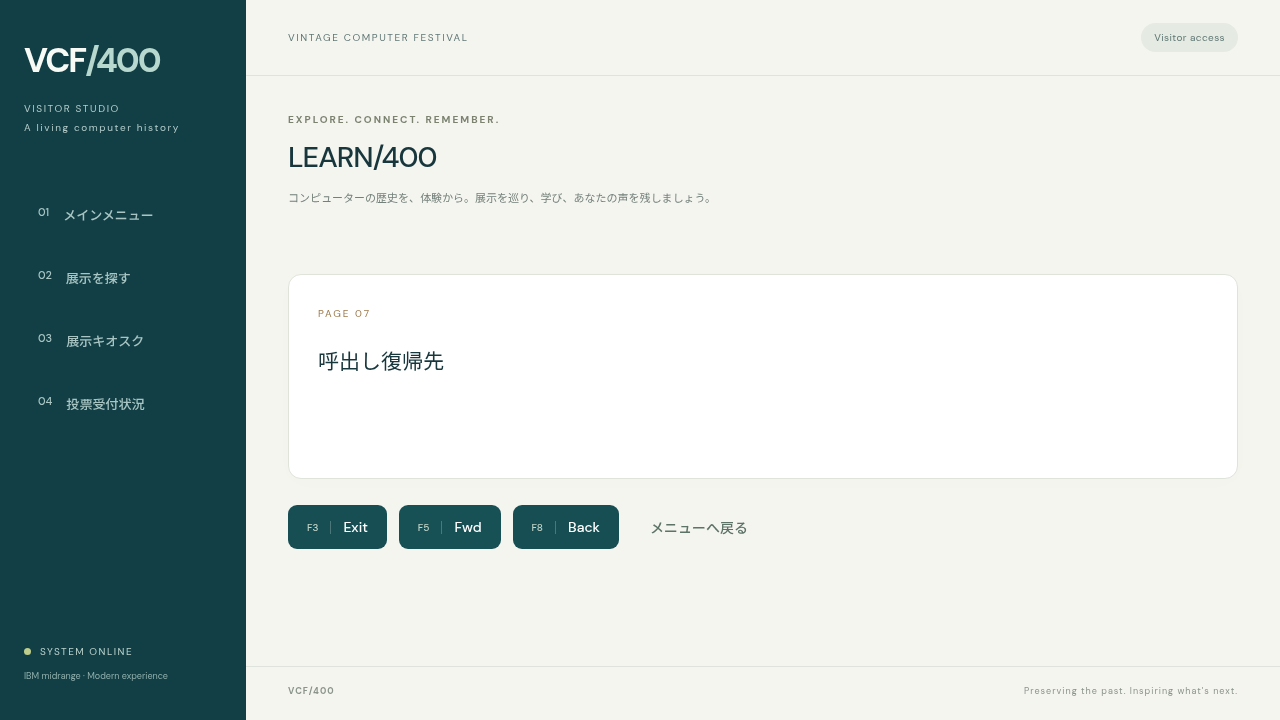 VCF/400
VISITOR STUDIO
A living computer history
01 メインメニュー
02 展示を探す
03 展示キオスク
04 投票受付状況
SYSTEM ONLINE
IBM midrange · Modern experience
VINTAGE COMPUTER FESTIVAL
Visitor access
EXPLORE. CONNECT. REMEMBER.
LEARN/400
コンピューターの歴史を、体験から。展示を巡り、学び、あなたの声を残しましょう。
PAGE 07
呼出し復帰先
F3 Exit
F5 Fwd
F8 Back
メニューへ戻る
VCF/400
Preserving the past. Inspiring what's next.